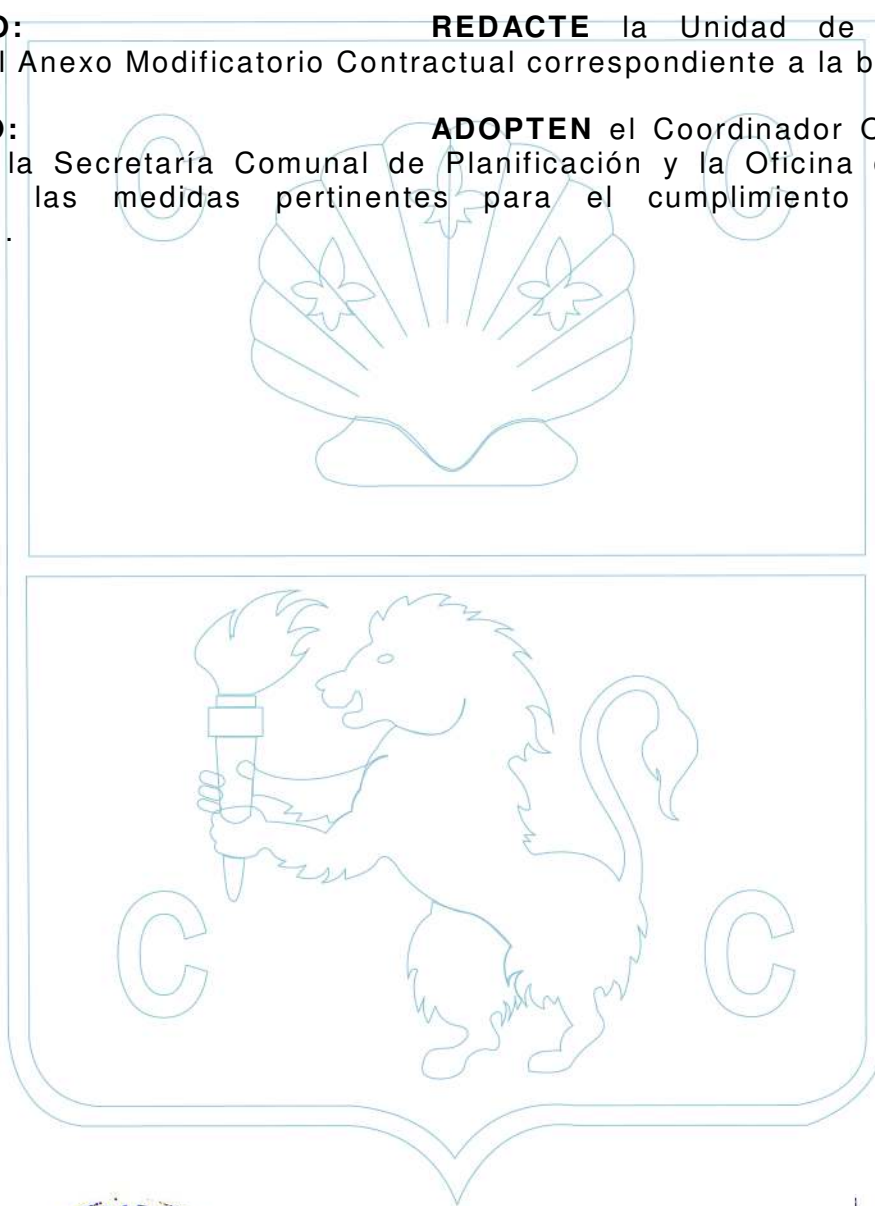 O: REDACTE la Unidad de
l Anexo Modificatorio Contractual correspondiente a la b
O: ADOPTEN el Coordinador
la Secretaría Comunal de Planificación y la Oficina
las medidas pertinentes para el cumplimiento
.
C C
C C